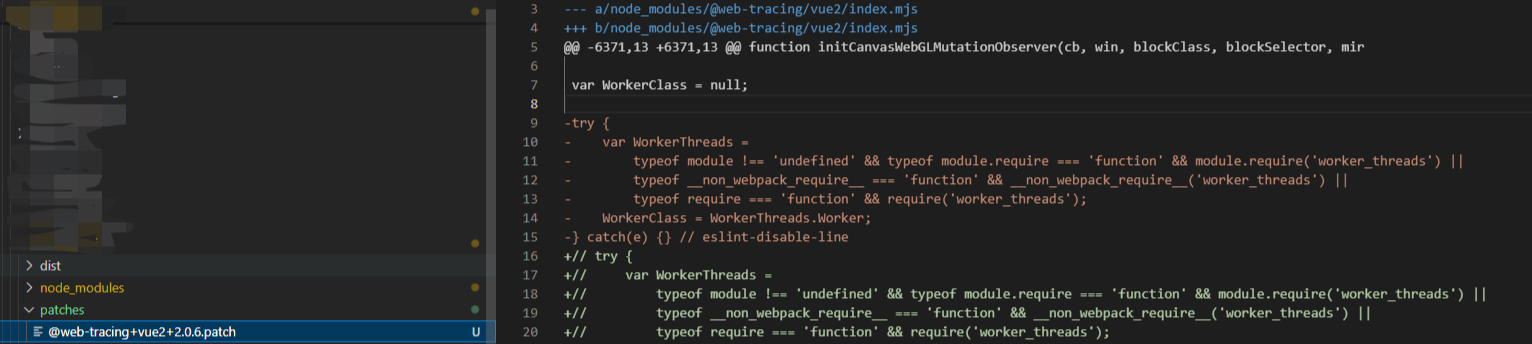 dist
node_modules
patches
@web-tracing+vue2+2.0.6.patch U
3 --- a/node_modules/@web-tracing/vue2/index.mjs
4 +++ b/node_modules/@web-tracing/vue2/index.mjs
5 @@ -6371,13 +6371,13 @@ function initCanvasWebGLMutationObserver(cb, win, blockClass, blockSelector, mir
6
7 var WorkerClass = null;
8
9 -try {
10 - var WorkerThreads =
11 - typeof module !== 'undefined' && typeof module.require === 'function' && module.require('worker_threads') ||
12 - typeof __non_webpack_require__ === 'function' && __non_webpack_require__('worker_threads') ||
13 - typeof require === 'function' && require('worker_threads');
14 - WorkerClass = WorkerThreads.Worker;
15 -} catch(e) {} // eslint-disable-line
16 +// try {
17 +// var WorkerThreads =
18 +// typeof module !== 'undefined' && typeof module.require === 'function' && module.require('worker_threads') ||
19 +// typeof __non_webpack_require__ === 'function' && __non_webpack_require__('worker_threads') ||
20 +// typeof require === 'function' && require('worker_threads');